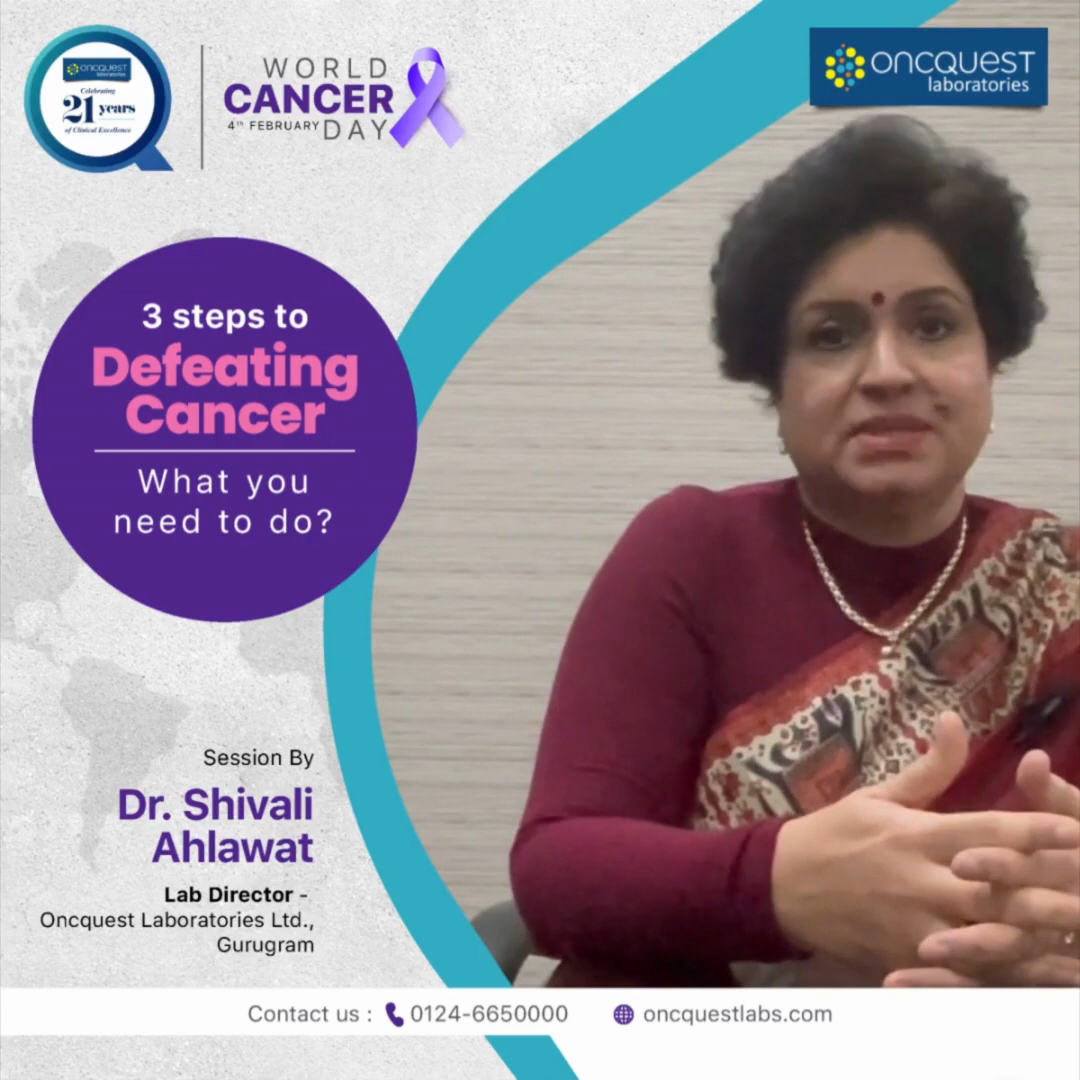 oncquest
laboratories
Celebrating
21 years
of Clinical Excellence
WORLD
CANCER
4TH FEBRUARY DAY
oncquest
laboratories
3 steps to
Defeating
Cancer
What you
need to do?
Session By
Dr. Shivali
Ahlawat
Lab Director -
Oncquest Laboratories Ltd.,
Gurugram
Contact us : 0124-6650000 oncquestlabs.com